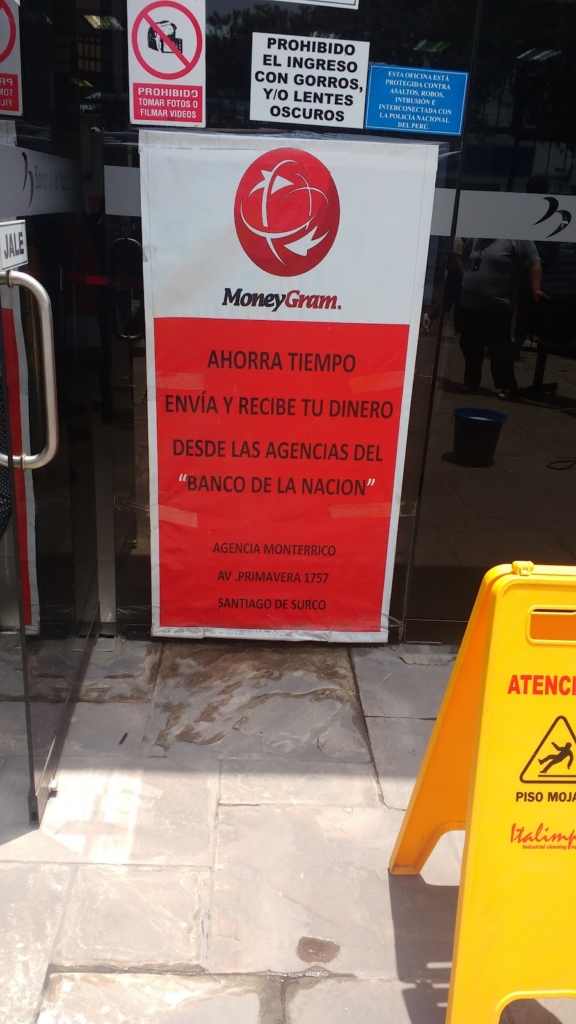 PROHIBIDO
TOMAR FOTOS O
FILMAR VIDEOS
PROHIBIDO
EL INGRESO
CON GORROS,
Y/O LENTES
OSCUROS
ESTA OFICINA ESTÁ
PROTEGIDA CONTRA
ASALTOS, ROBOS,
INTRUSIÓN E
INTERCONECTADA CON
LA POLICÍA NACIONAL
DEL PERÚ.
JALE
MoneyGram.
AHORRA TIEMPO
ENVÍA Y RECIBE TU DINERO
DESDE LAS AGENCIAS DEL
“BANCO DE LA NACION”
AGENCIA MONTERRICO
AV .PRIMAVERA 1757
SANTIAGO DE SURCO
ATENCI
PISO MOJA
Italimp